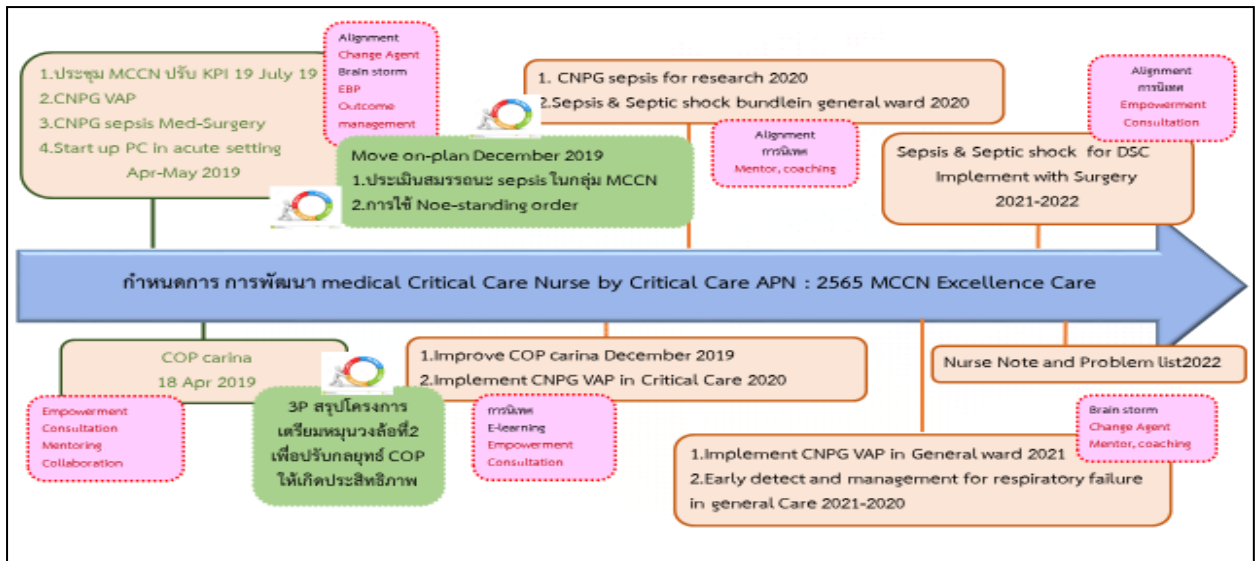 1.ประชุม MCCN ปรับ KPI 19 July 19
2.CNPG VAP
3.CNPG sepsis Med-Surgery
4.Start up PC in acute setting
Apr-May 2019
Alignment
Change Agent
Brain storm
EBP
Outcome
management
Move on-plan December 2019
1.ประเมินสมรรถนะ sepsis ในกลุ่ม MCCN
2.การใช้ Noe-standing order
1. CNPG sepsis for research 2020
2.Sepsis & Septic shock bundlein general ward 2020
Alignment
การนิเทศ
Mentor, coaching
Alignment
การนิเทศ
Empowerment
Consultation
Sepsis & Septic shock for DSC
Implement with Surgery
2021-2022
กำหนดการ การพัฒนา medical Critical Care Nurse by Critical Care APN : 2565 MCCN Excellence Care
COP carina
18 Apr 2019
Empowerment
Consultation
Mentoring
Collaboration
3P สรุปโครงการ
เตรียมหมุนวงล้อที่2
เพื่อปรับกลยุทธ์ COP
ให้เกิดประสิทธิภาพ
1.Improve COP carina December 2019
2.Implement CNPG VAP in Critical Care 2020
การนิเทศ
E-learning
Empowerment
Consultation
Nurse Note and Problem list2022
Brain storm
Change Agent
Mentor, coaching
1.Implement CNPG VAP in General ward 2021
2.Early detect and management for respiratory failure
in general Care 2021-2020